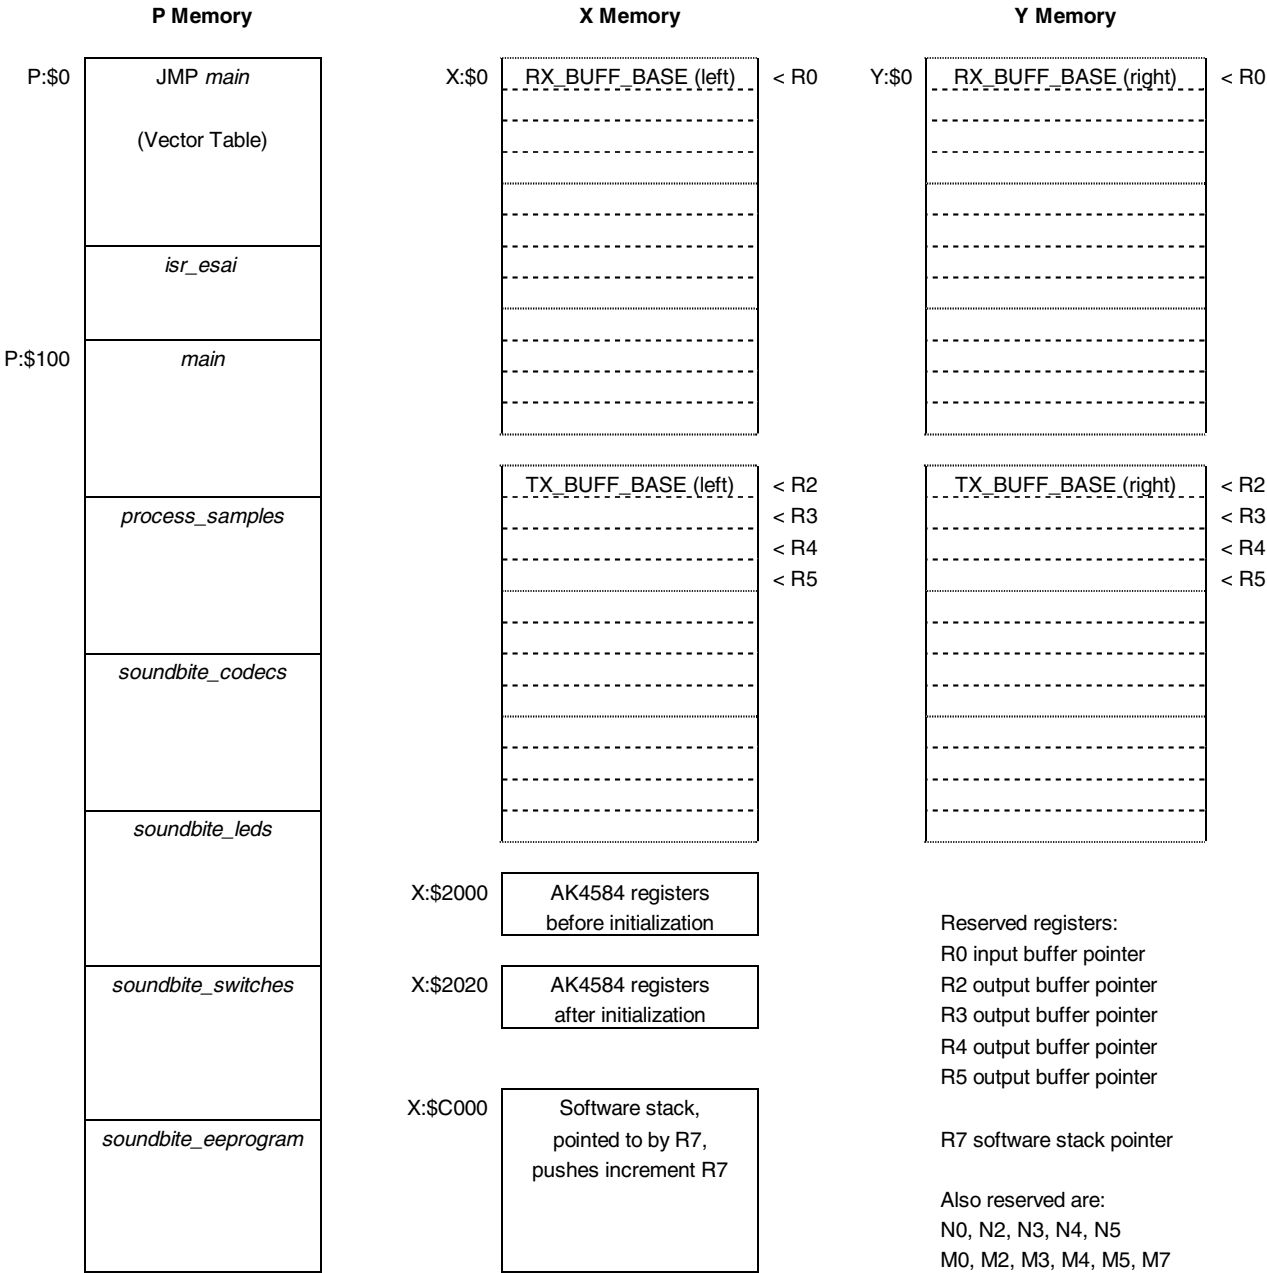 P Memory
X Memory
Y Memory
P:$0
JMP main
(Vector Table)
isr_esai
P:$100
main
process_samples
soundbite_codecs
soundbite_leds
soundbite_switches
soundbite_eeprogram
X:$0
RX_BUFF_BASE (left)
< R0
TX_BUFF_BASE (left)
< R2
< R3
< R4
< R5
X:$2000
AK4584 registers
before initialization
X:$2020
AK4584 registers
after initialization
X:$C000
Software stack,
pointed to by R7,
pushes increment R7
Y:$0
RX_BUFF_BASE (right)
< R0
TX_BUFF_BASE (right)
< R2
< R3
< R4
< R5
Reserved registers:
R0 input buffer pointer
R2 output buffer pointer
R3 output buffer pointer
R4 output buffer pointer
R5 output buffer pointer
R7 software stack pointer
Also reserved are:
N0, N2, N3, N4, N5
M0, M2, M3, M4, M5, M7